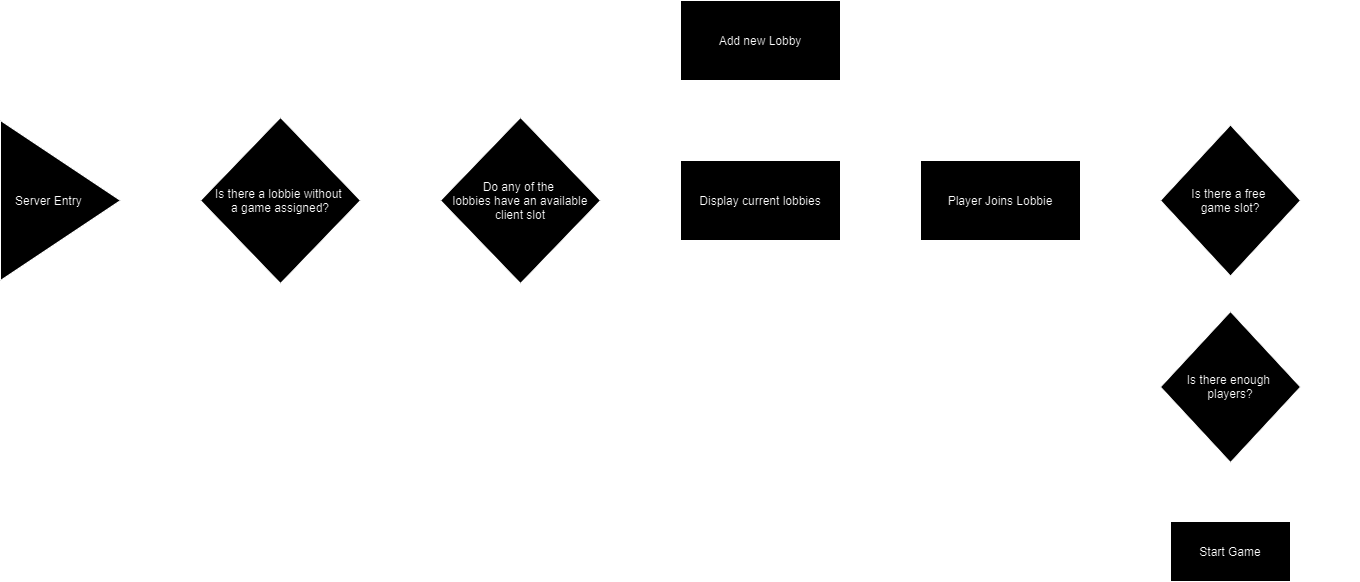 Add new Lobby
Server Entry
Is there a lobbie without
a game assigned?
Do any of the
lobbies have an available
client slot
Display current lobbies
Player Joins Lobbie
Is there a free
game slot?
Is there enough
players?
Start Game